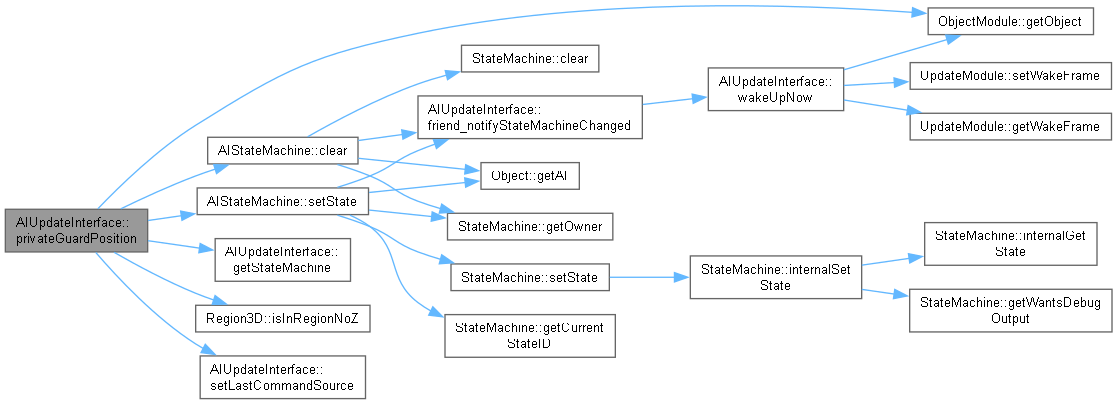 AIUpdateInterface::
privateGuardPosition
AIStateMachine::clear
AIStateMachine::setState
AIUpdateInterface::
getStateMachine
Region3D::isInRegionNoZ
AIUpdateInterface::
setLastCommandSource
StateMachine::clear
AIUpdateInterface::
friend_notifyStateMachineChanged
Object::getAI
StateMachine::getOwner
StateMachine::setState
StateMachine::getCurrent
StateID
AIUpdateInterface::
wakeUpNow
StateMachine::internalSet
State
ObjectModule::getObject
UpdateModule::setWakeFrame
UpdateModule::getWakeFrame
StateMachine::internalGet
State
StateMachine::getWantsDebug
Output